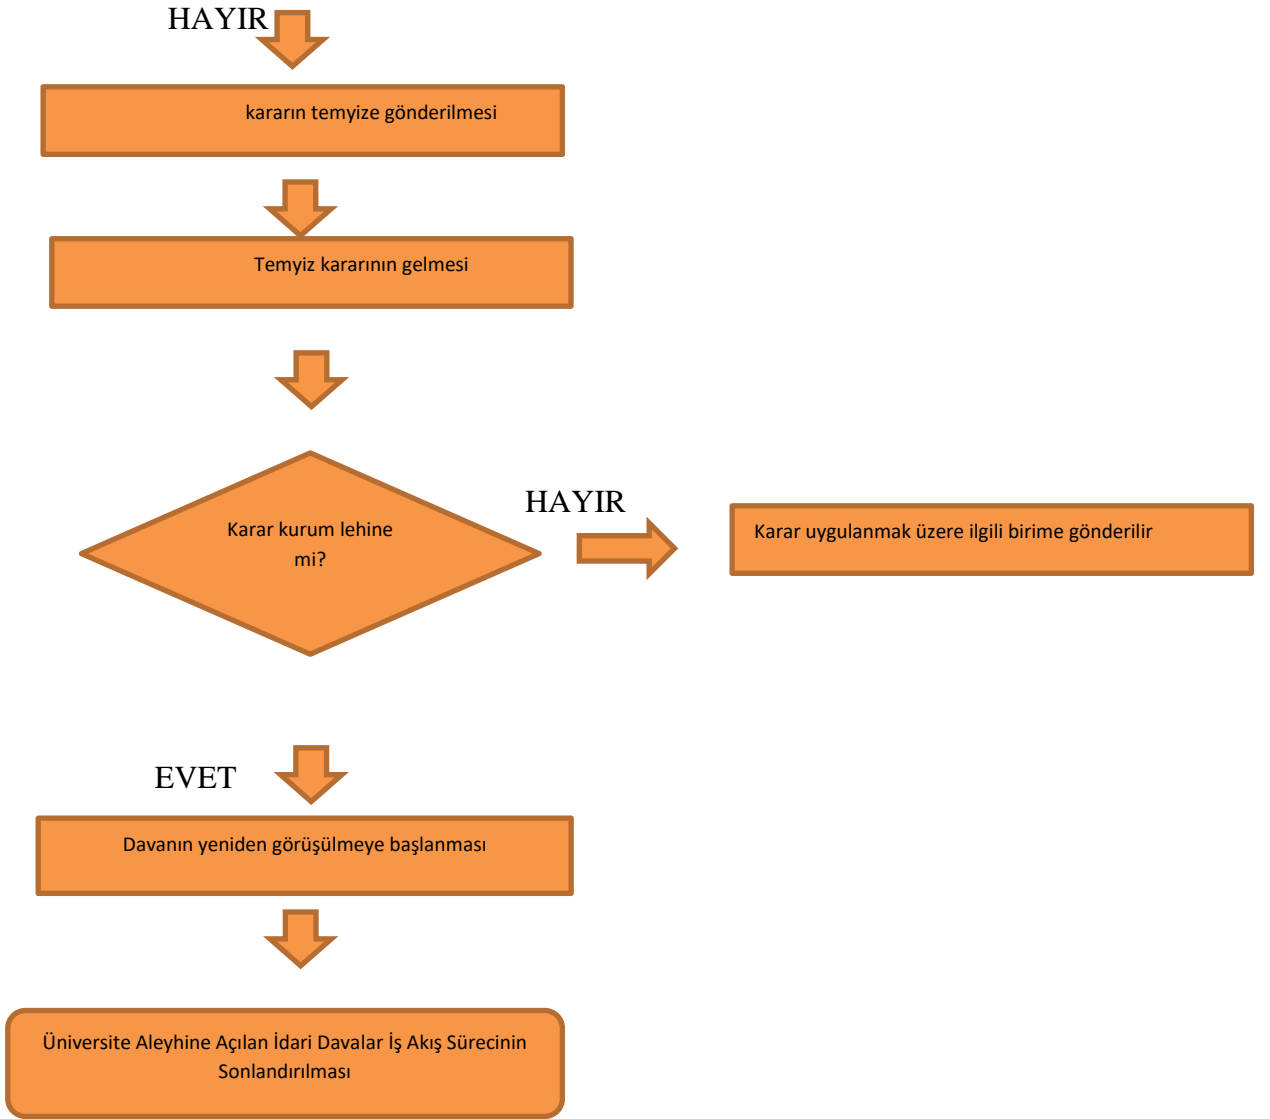 HAYIR
kararın temyize gönderilmesi
Temyiz kararının gelmesi
Karar kurum lehine
mi?
HAYIR
Karar uygulanmak üzere ilgili birime gönderilir
EVET
Davanın yeniden görüşülmeye başlanması
Üniversite Aleyhine Açılan İdari Davalar İş Akış Sürecinin
Sonlandırılması